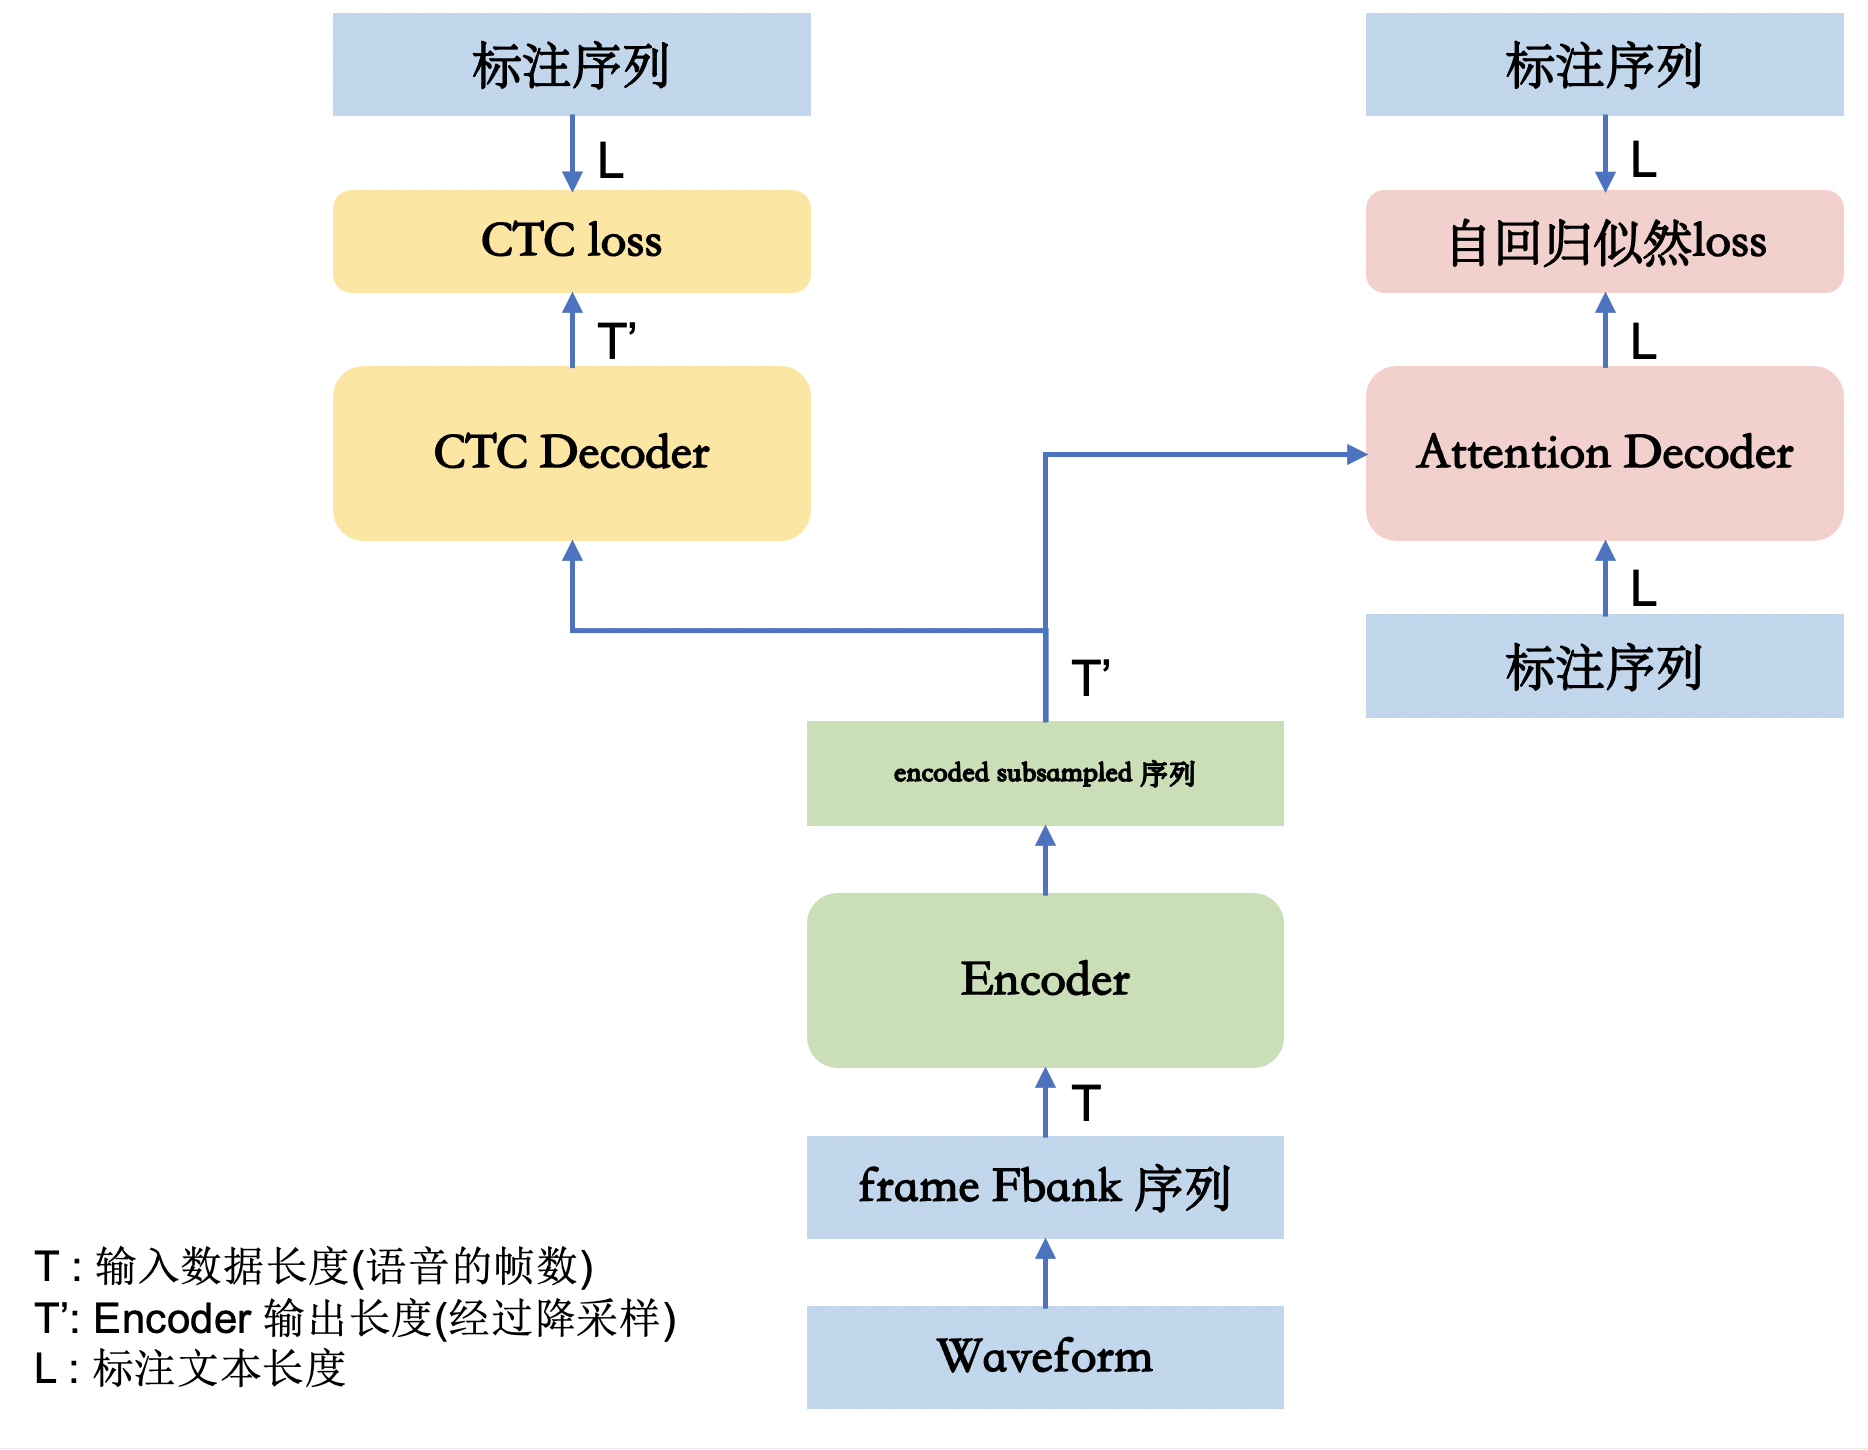 标注序列
标注序列
L
L
CTC loss
自回归似然loss
T’
L
CTC Decoder
Attention Decoder
L
标注序列
T’
encoded subsampled 序列
Encoder
T
frame Fbank 序列
Waveform
T : 输入数据长度(语音的帧数)
T’: Encoder 输出长度(经过降采样)
L : 标注文本长度